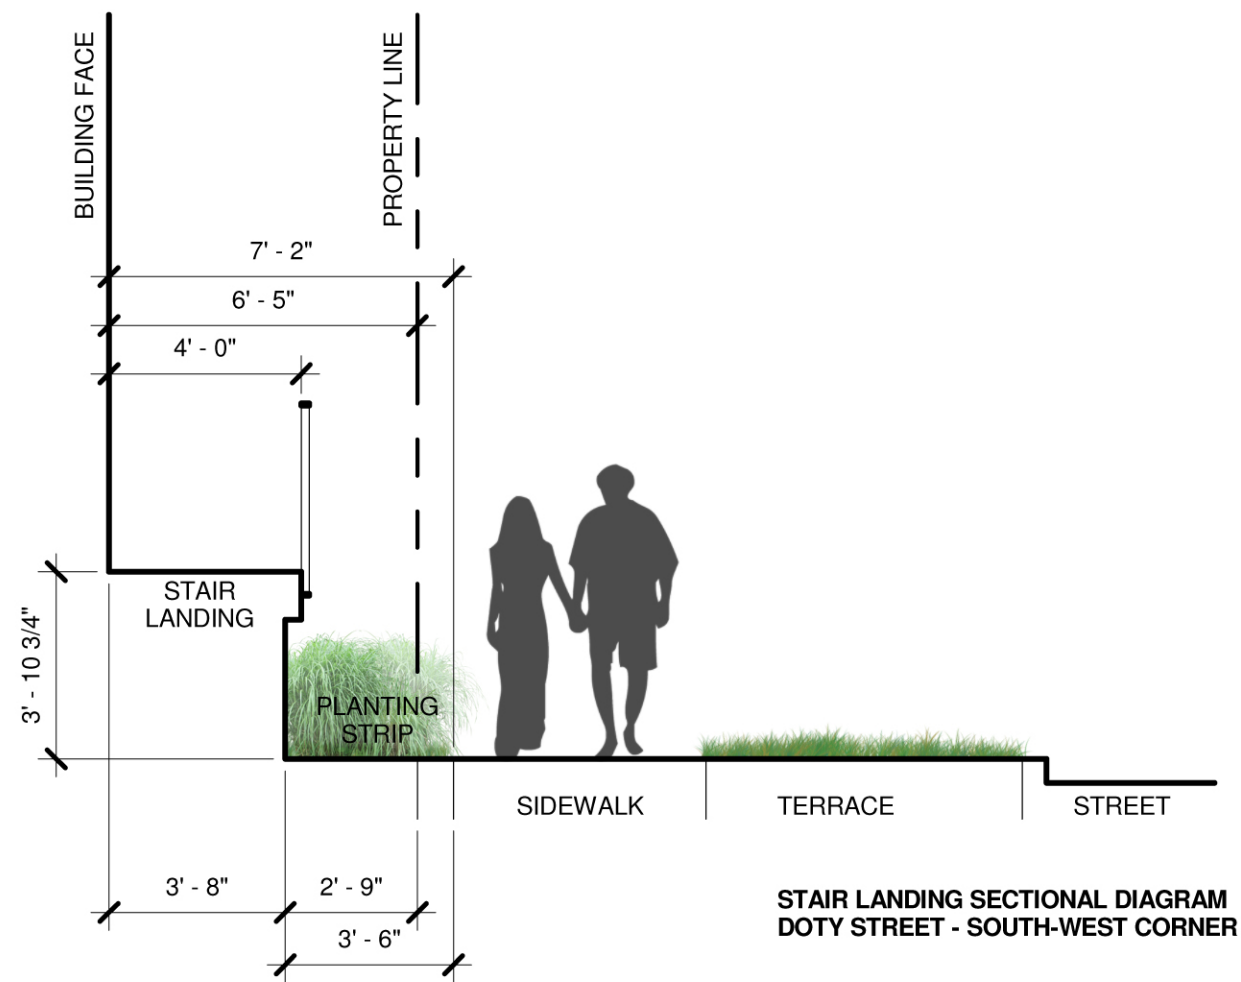 BUILDING FACE
PROPERTY LINE
7' - 2"
6' - 5"
4' - 0"
STAIR
LANDING
3' - 10 3/4"
PLANTING
STRIP
SIDEWALK
TERRACE
STREET
3' - 8"
2' - 9"
3' - 6"
STAIR LANDING SECTIONAL DIAGRAM
DOTY STREET - SOUTH-WEST CORNER